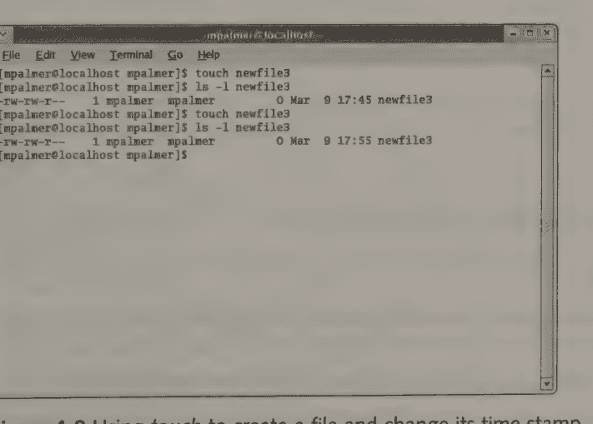 mpalmer@localhost:~
File Edit View Terminal Go Help
[mpalmer@localhost mpalmer]$ touch newfile3
[mpalmer@localhost mpalmer]$ ls -l newfile3
-rw-rw-r-- 1 mpalmer mpalmer 0 Mar 9 17:45 newfile3
[mpalmer@localhost mpalmer]$ touch newfile3
[mpalmer@localhost mpalmer]$ ls -l newfile3
-rw-rw-r-- 1 mpalmer mpalmer 0 Mar 9 17:55 newfile3
[mpalmer@localhost mpalmer]$
Using touch to create a file and change its time stamp